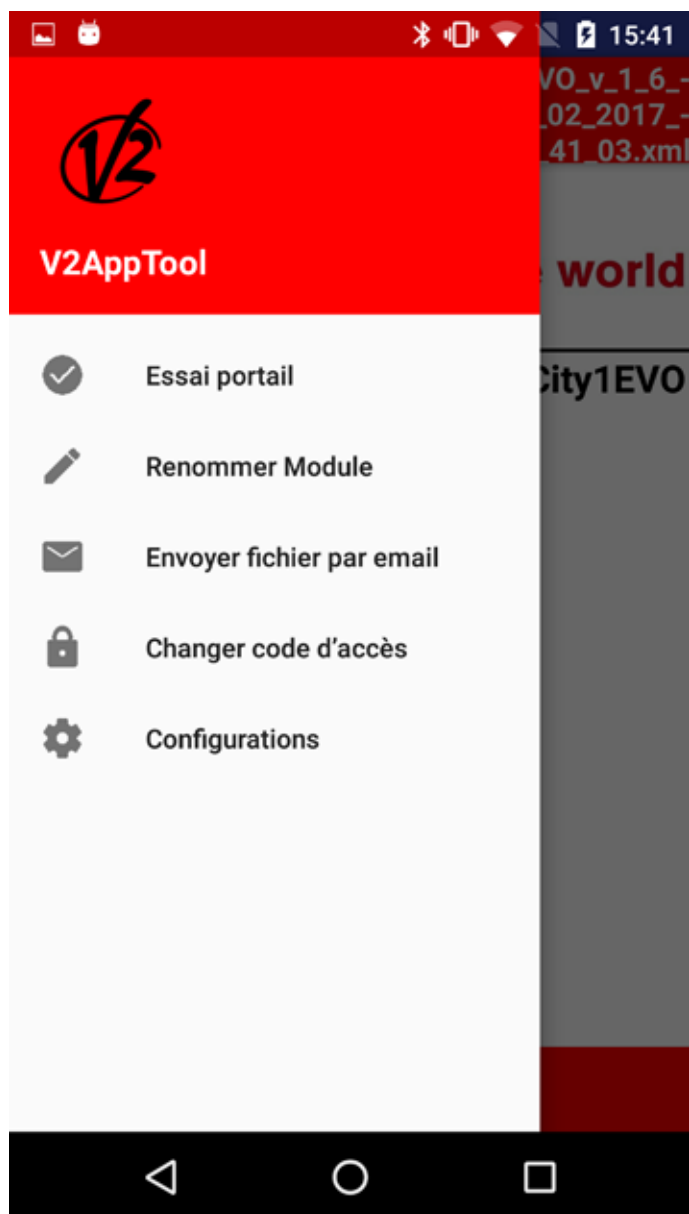 15:41
VO_v_1_6_-
_02_2017_-
_41_03.xml
V2
V2AppTool
world
City1EVO
Essai portail
Renommer Module
Envoyer fichier par email
Changer code d’accès
Configurations